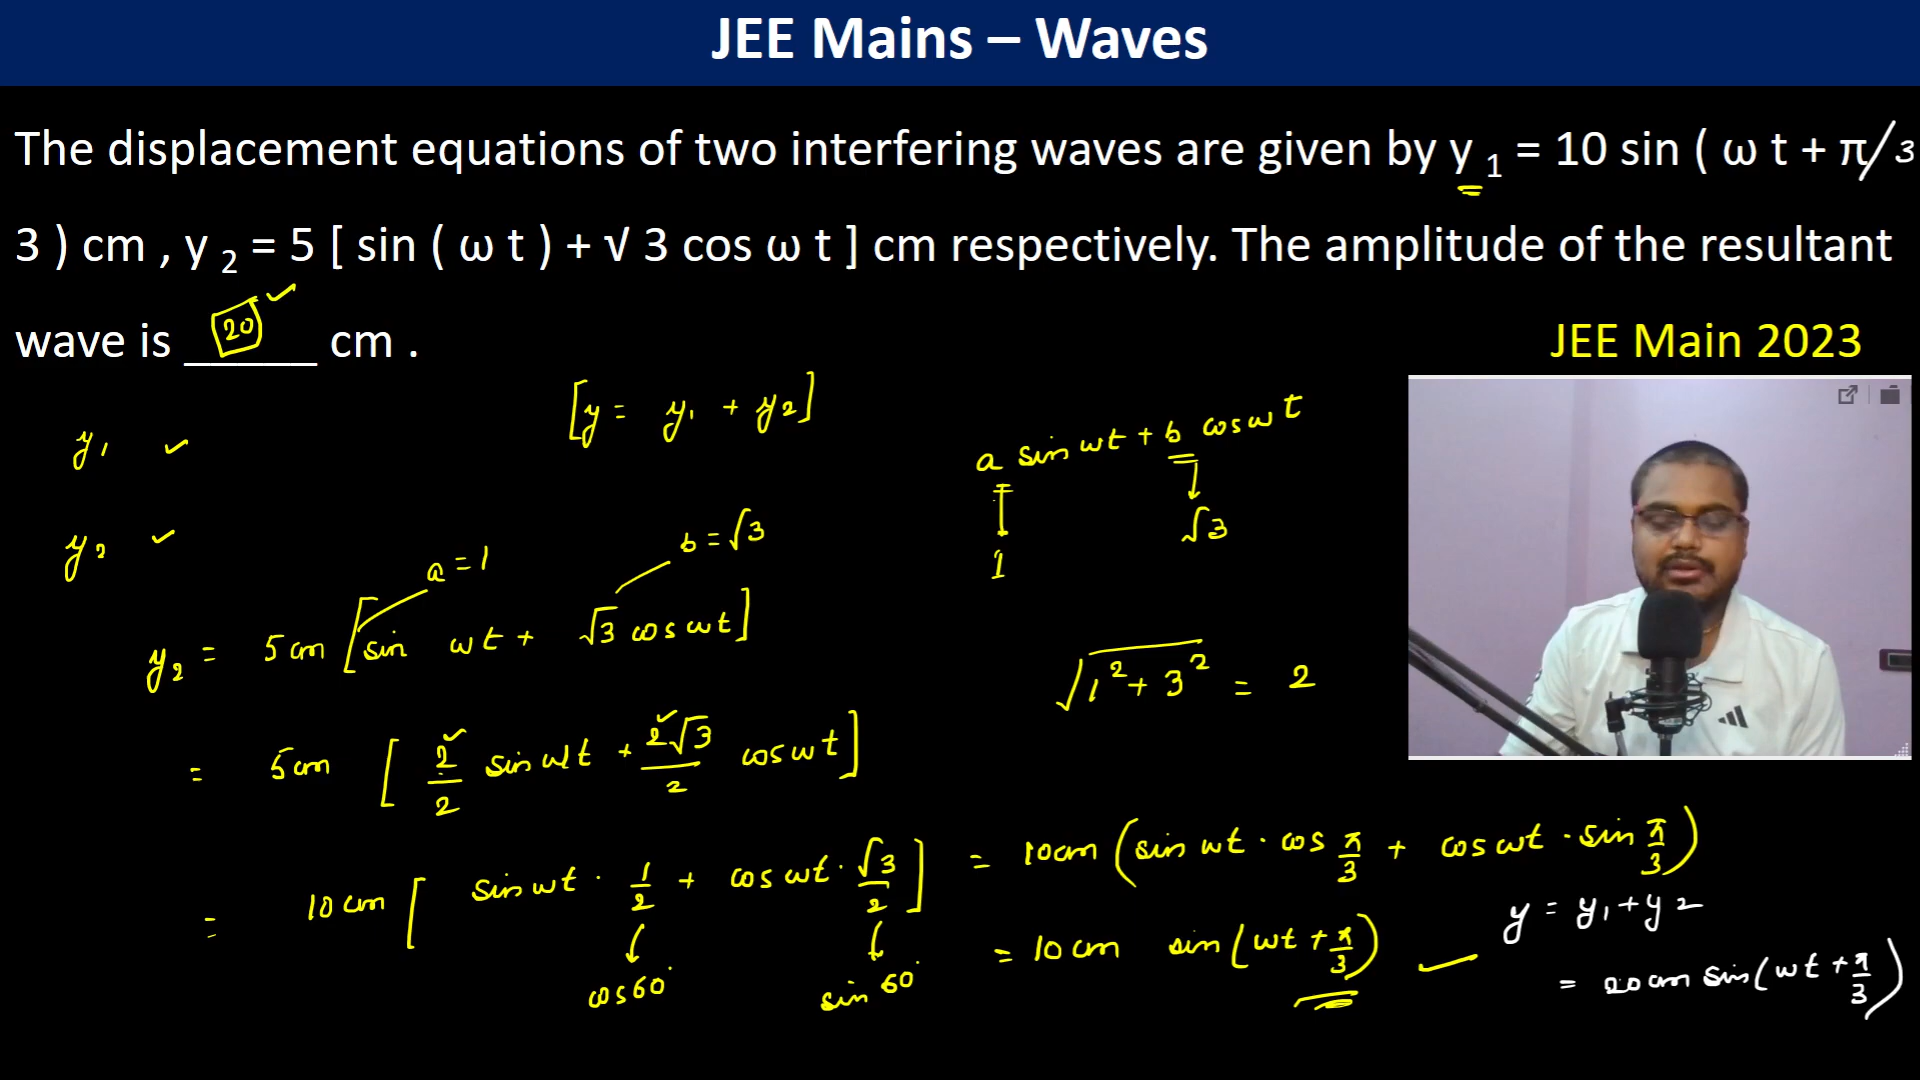 JEE Mains – Waves
The displacement equations of two interfering waves are given by y 1 = 10 sin ( ω t + π/3
3 ) cm , y 2 = 5 [ sin ( ω t ) + √ 3 cos ω t ] cm respectively. The amplitude of the resultant
wave is __20__ cm .
JEE Main 2023
[y = y1 + y2]
y1 ✓
a sin ωt + b cos ωt
1
√3
y2 ✓
a = 1
b = √3
y2 = 5 cm [sin ωt + √3 cos ωt]
√1² + 3² = 2
= 5 cm [ 2/2 sin ωt + 2√3/2 cos ωt ]
= 10 cm [ sin ωt · 1/2 + cos ωt · √3/2 ] = 10 cm (sin ωt · cos π/3 + cos ωt · sin π/3)
cos 60°
sin 60°
= 10 cm sin (ωt + π/3)
y = y1 + y2
= 20 cm sin (ωt + π/3)